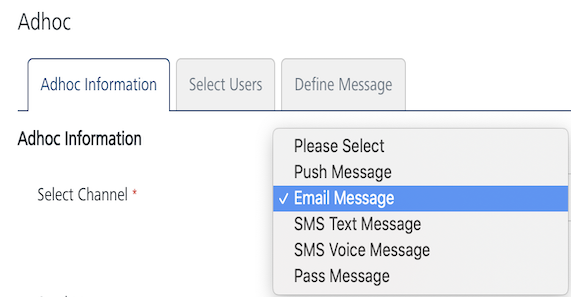 Adhoc
Adhoc Information
Select Users
Define Message
Adhoc Information
Select Channel *
Please Select
Push Message
✓ Email Message
SMS Text Message
SMS Voice Message
Pass Message